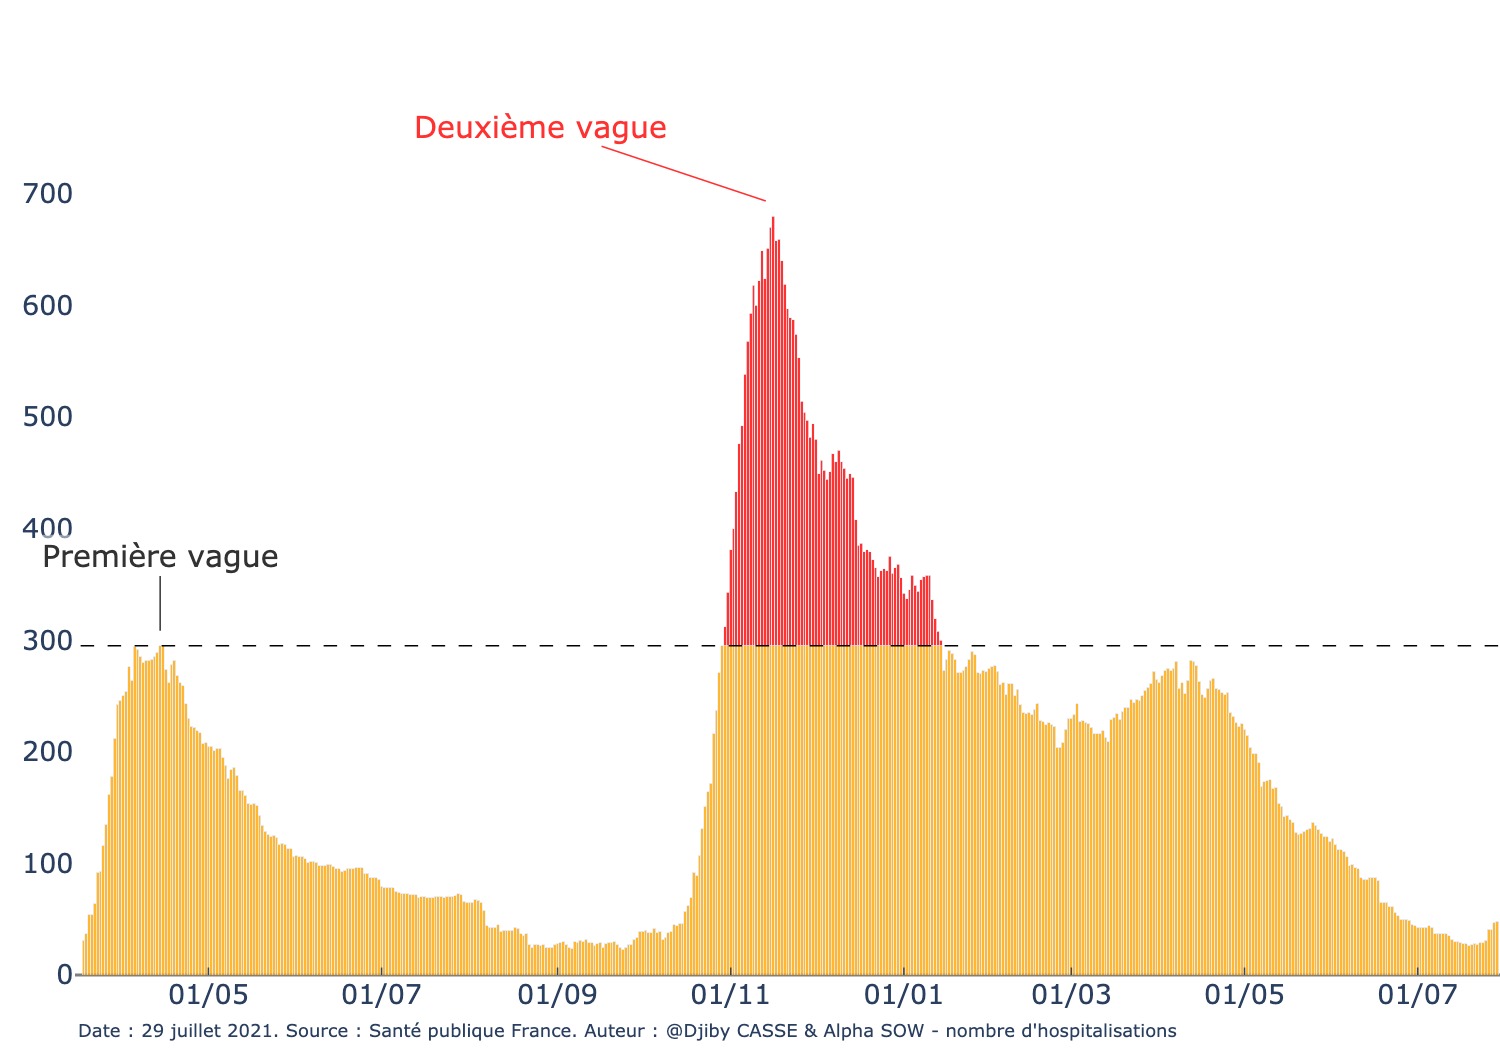 Deuxième vague
700
600
500
400
Première vague
300
200
100
0
01/05 01/07 01/09 01/11 01/01 01/03 01/05 01/07
Date : 29 juillet 2021. Source : Santé publique France. Auteur : @Djiby CASSE & Alpha SOW - nombre d'hospitalisations